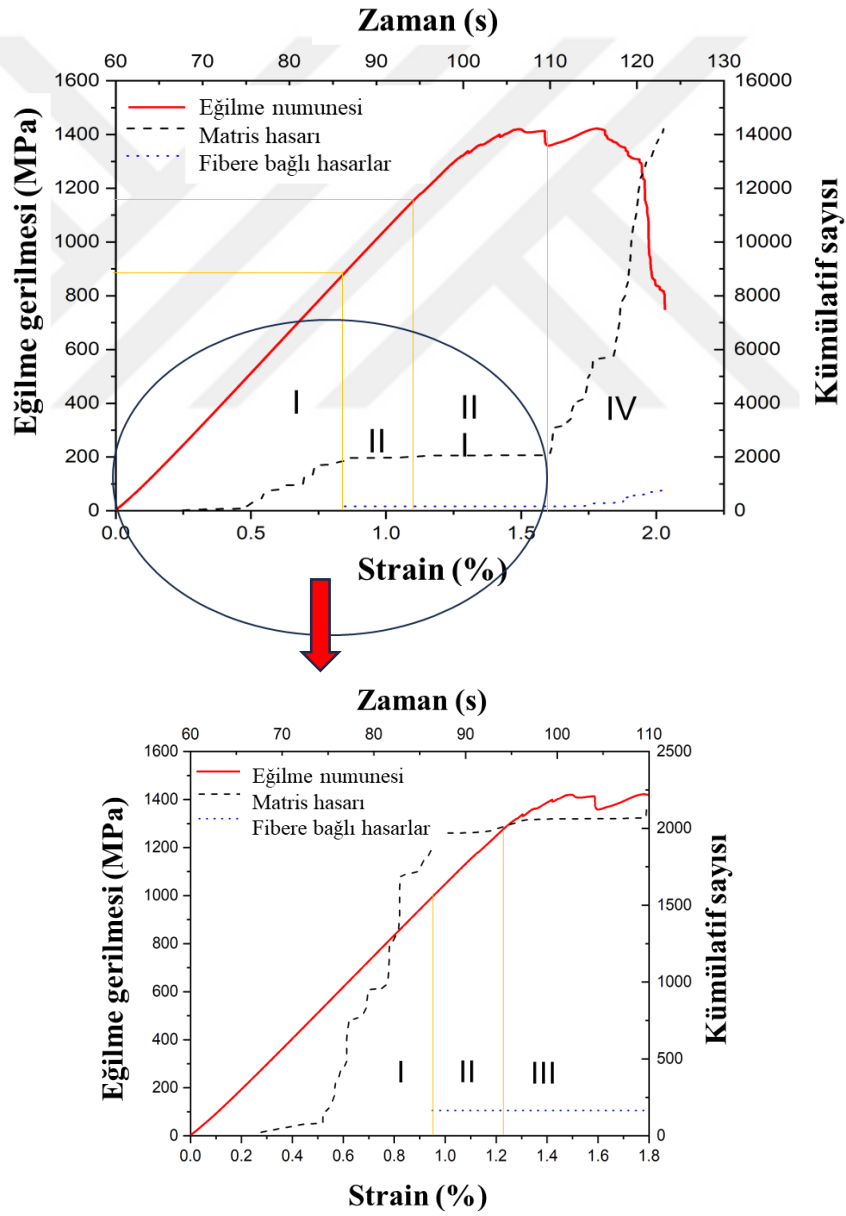 Zaman (s)
60 70 80 90 100 110 120 130
Eğilme gerilmesi (MPa)
1600
1400
1200
1000
800
600
400
200
0
Eğilme numunesi
Matris hasarı
Fibere bağlı hasarlar
I
II
II
I
IV
16000
14000
12000
10000
8000
6000
4000
2000
0
Kümülatif sayısı
0.0 0.5 1.0 1.5 2.0
Strain (%)
Zaman (s)
60 70 80 90 100 110
Eğilme gerilmesi (MPa)
1600
1400
1200
1000
800
600
400
200
0
Eğilme numunesi
Matris hasarı
Fibere bağlı hasarlar
I II III
2500
2000
1500
1000
500
0
Kümülatif sayısı
0.0 0.2 0.4 0.6 0.8 1.0 1.2 1.4 1.6 1.8
Strain (%)